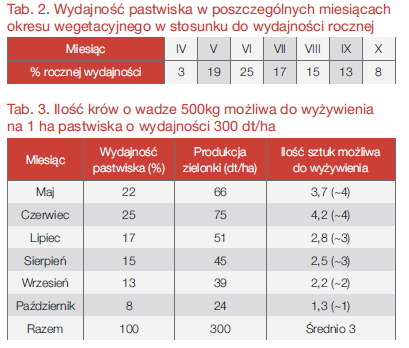 Tab. 2. Wydajność pastwiska w poszczególnych miesiącach
okresu wegetacyjnego w stosunku do wydajności rocznej
Miesiąc IV V VI VII VIII IX X
% rocznej wydajności 3 19 25 17 15 13 8
Tab. 3. Ilość krów o wadze 500kg możliwa do wyżywienia
na 1 ha pastwiska o wydajności 300 dt/ha
Miesiąc Wydajność pastwiska (%) Produkcja zielonki (dt/ha) Ilość sztuk możliwa do wyżywienia
Maj 22 66 3,7 (~4)
Czerwiec 25 75 4,2 (~4)
Lipiec 17 51 2,8 (~3)
Sierpień 15 45 2,5 (~3)
Wrzesień 13 39 2,2 (~2)
Październik 8 24 1,3 (~1)
Razem 100 300 Średnio 3